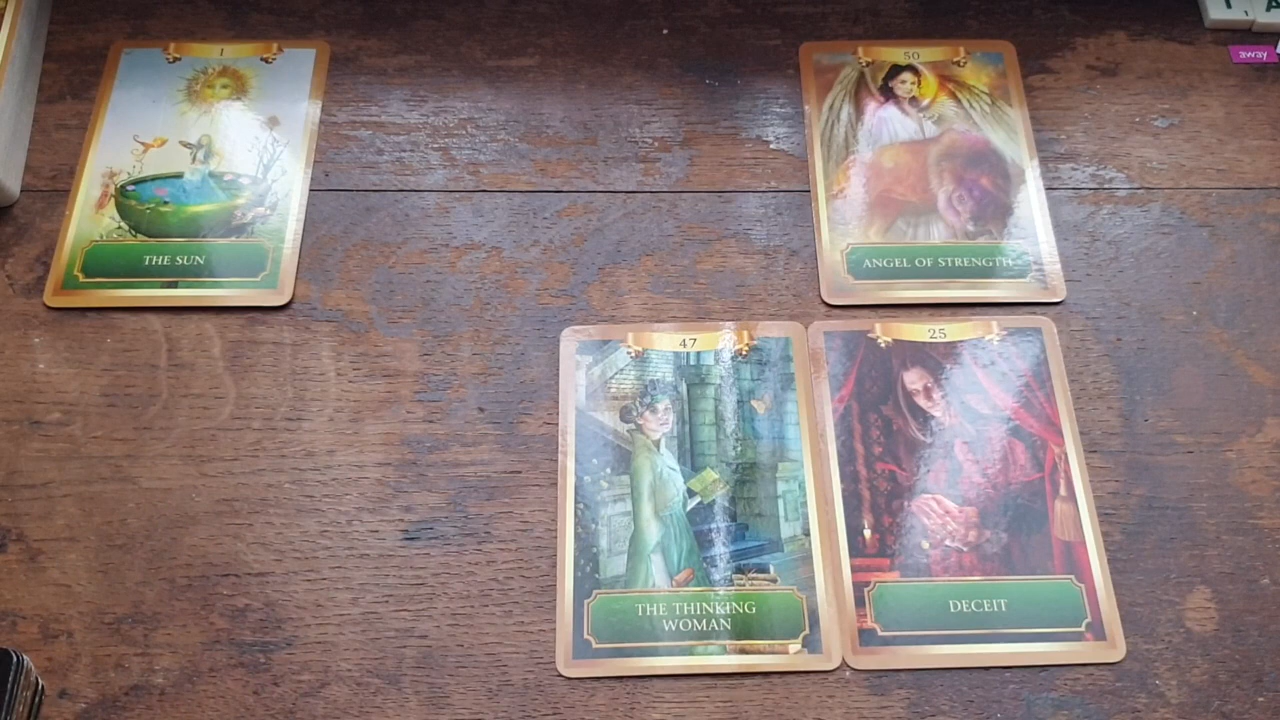 1
THE SUN
50
ANGEL OF STRENGTH
away
47
THE THINKING
WOMAN
25
DECEIT